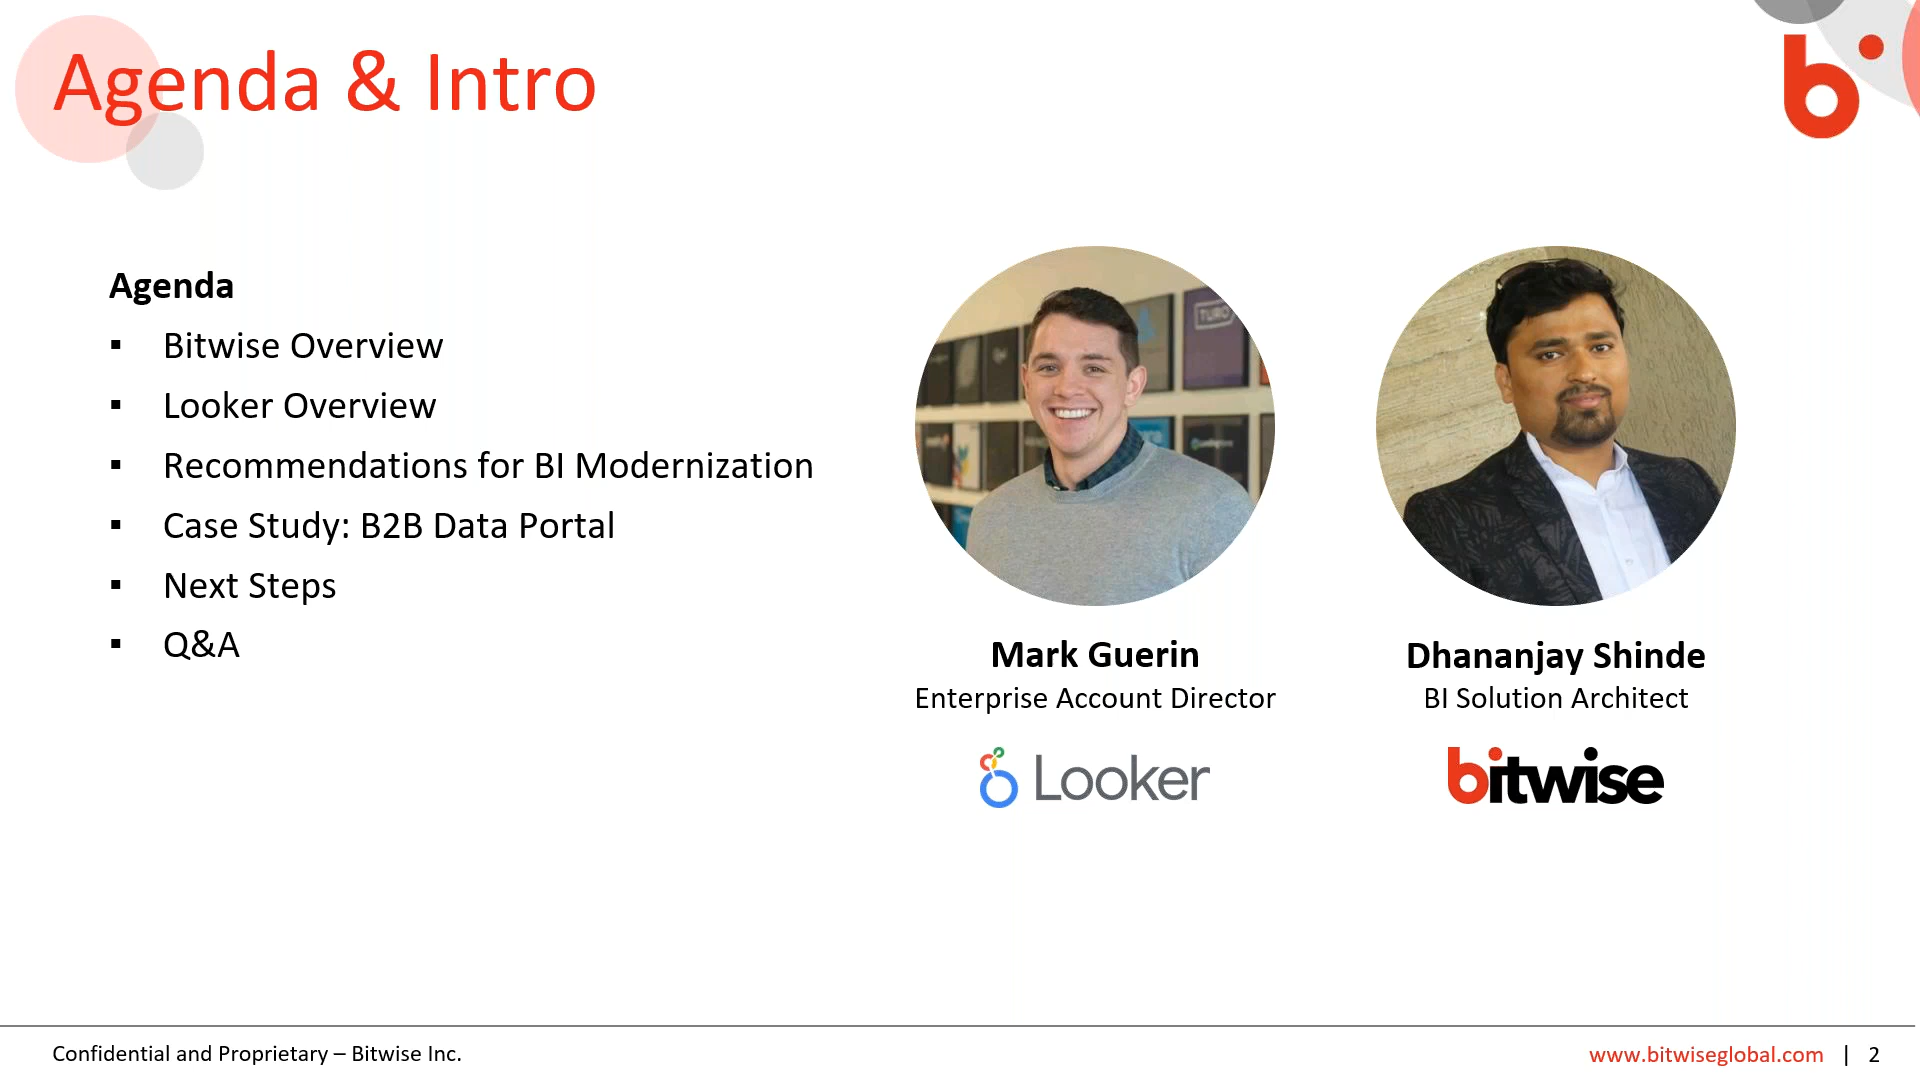 Agenda & Intro
Agenda
▪ Bitwise Overview
▪ Looker Overview
▪ Recommendations for BI Modernization
▪ Case Study: B2B Data Portal
▪ Next Steps
▪ Q&A
TURO
Mark Guerin
Enterprise Account Director
Looker
Dhananjay Shinde
BI Solution Architect
bitwise
Confidential and Proprietary – Bitwise Inc.
www.bitwiseglobal.com | 2